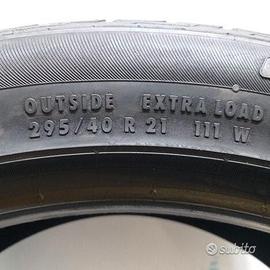 OUTSIDE EXTRA LOAD
295/40 R 21 111 W
subito